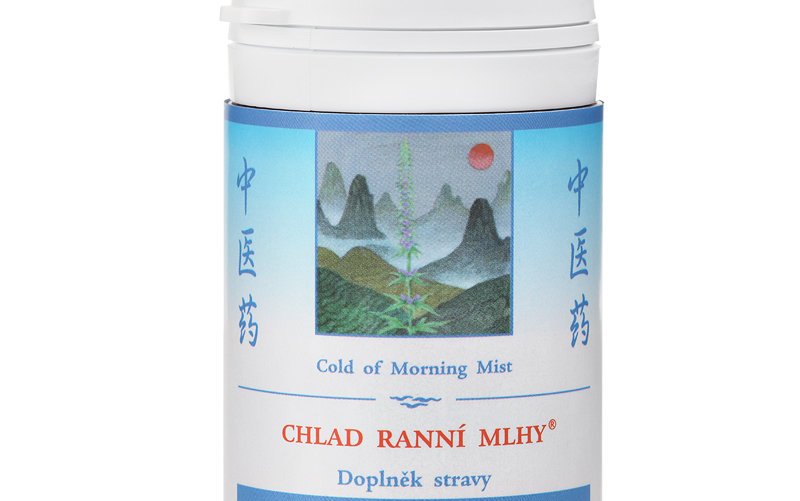 中医药
中医药
Cold of Morning Mist
CHLAD RANNÍ MLHY®
Doplněk stravy